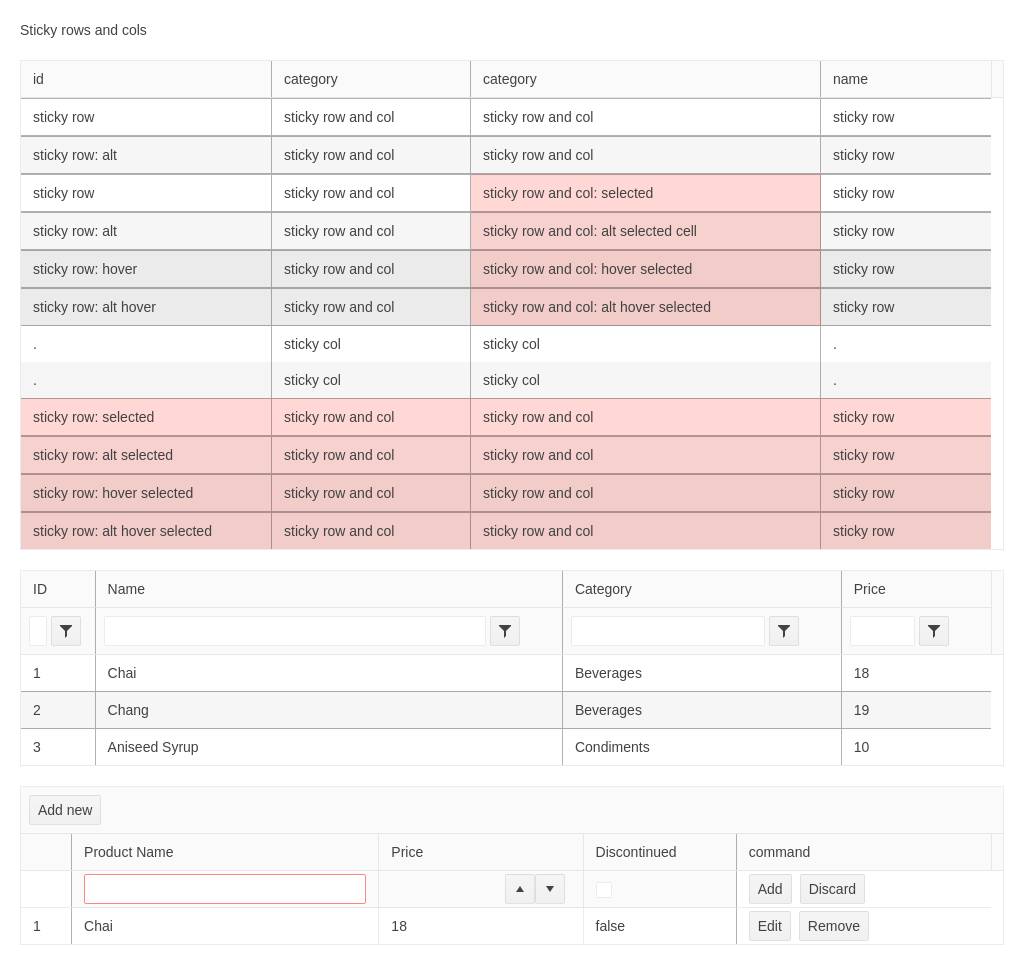 Sticky rows and cols
id category category name
sticky row sticky row and col sticky row and col sticky row
sticky row: alt sticky row and col sticky row and col sticky row
sticky row sticky row and col sticky row and col: selected sticky row
sticky row: alt sticky row and col sticky row and col: alt selected cell sticky row
sticky row: hover sticky row and col sticky row and col: hover selected sticky row
sticky row: alt hover sticky row and col sticky row and col: alt hover selected sticky row
. sticky col sticky col .
. sticky col sticky col .
sticky row: selected sticky row and col sticky row and col sticky row
sticky row: alt selected sticky row and col sticky row and col sticky row
sticky row: hover selected sticky row and col sticky row and col sticky row
sticky row: alt hover selected sticky row and col sticky row and col sticky row
ID Name Category Price
1 Chai Beverages 18
2 Chang Beverages 19
3 Aniseed Syrup Condiments 10
Add new
Product Name Price Discontinued command
Add Discard
1 Chai 18 false Edit Remove